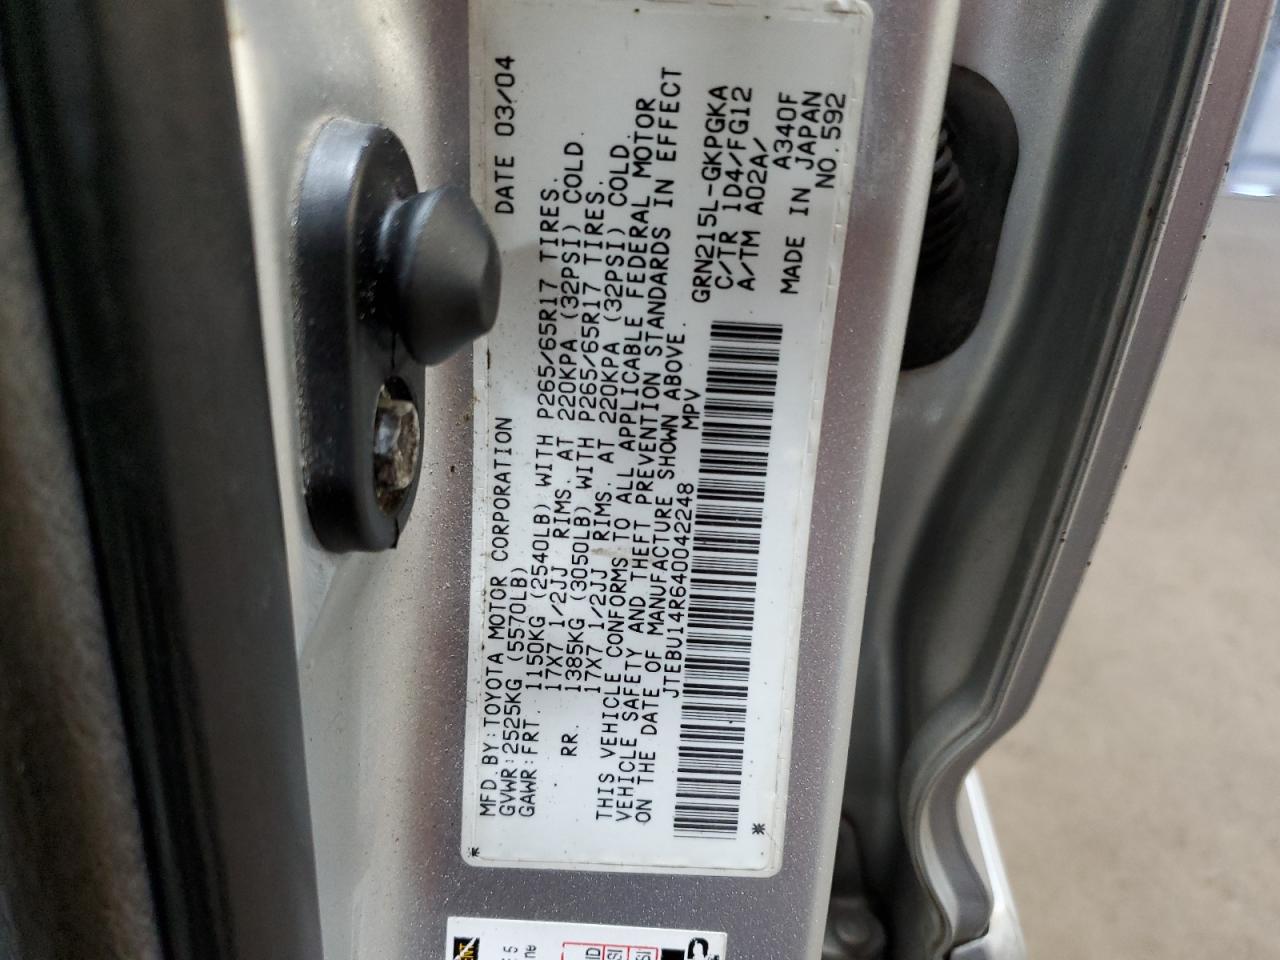 MFD BY:TOYOTA MOTOR CORPORATION DATE 03/04
GVWR:2525KG (5570LB)
GAWR:FRT. 1150KG (2540LB) WITH P265/65R17 TIRES.
17X7 1/2JJ RIMS. AT 220KPA (32PSI) COLD.
RR. 1385KG (3050LB) WITH P265/65R17 TIRES.
17X7 1/2JJ RIMS. AT 220KPA (32PSI) COLD.
THIS VEHICLE CONFORMS TO ALL APPLICABLE FEDERAL MOTOR
VEHICLE SAFETY AND THEFT PREVENTION STANDARDS IN EFFECT
ON THE DATE OF MANUFACTURE SHOWN ABOVE.
JTEBU14R640042248 MPV
GRN215L-GKPGKA
C/TR 1D4/FG12
A/TM A02A/ A340F
MADE IN JAPAN
NO.592